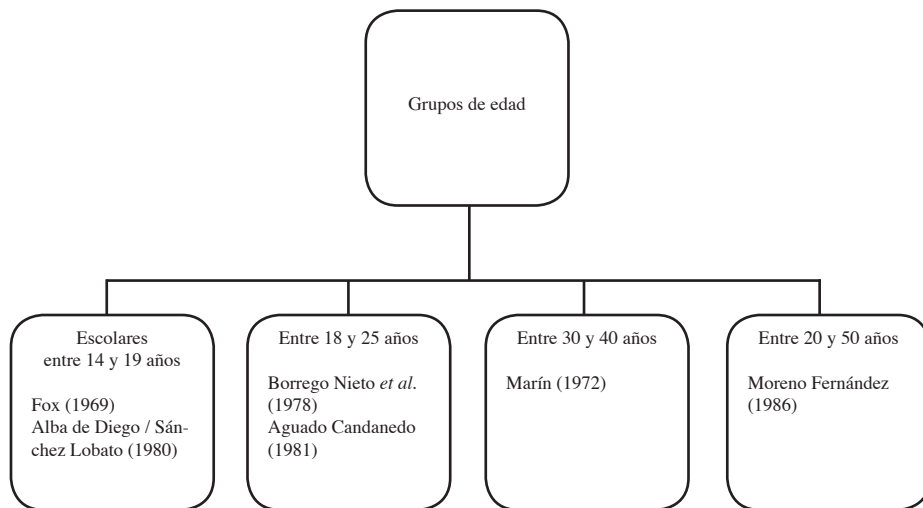 Grupos de edad
Escolares
entre 14 y 19 años
Fox (1969)
Alba de Diego / Sán-
chez Lobato (1980)
Entre 18 y 25 años
Borrego Nieto et al.
(1978)
Aguado Candanedo
(1981)
Entre 30 y 40 años
Marín (1972)
Entre 20 y 50 años
Moreno Fernández
(1986)